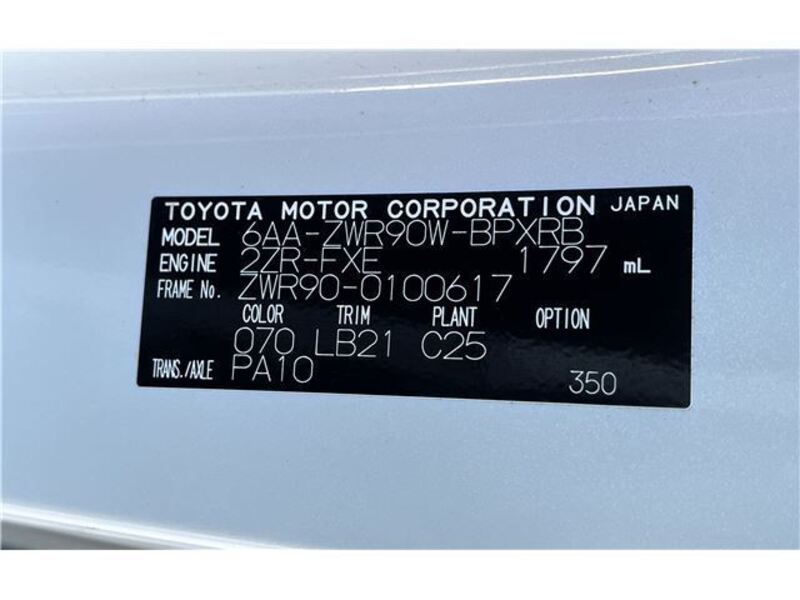 TOYOTA MOTOR CORPORATION JAPAN
MODEL 6AA-ZWR90W-BPXRB
ENGINE 2ZR-FXE 1797 mL
FRAME No. ZWR90-0100617
COLOR TRIM PLANT OPTION
070 LB21 C25
TRANS./AXLE PA10 350